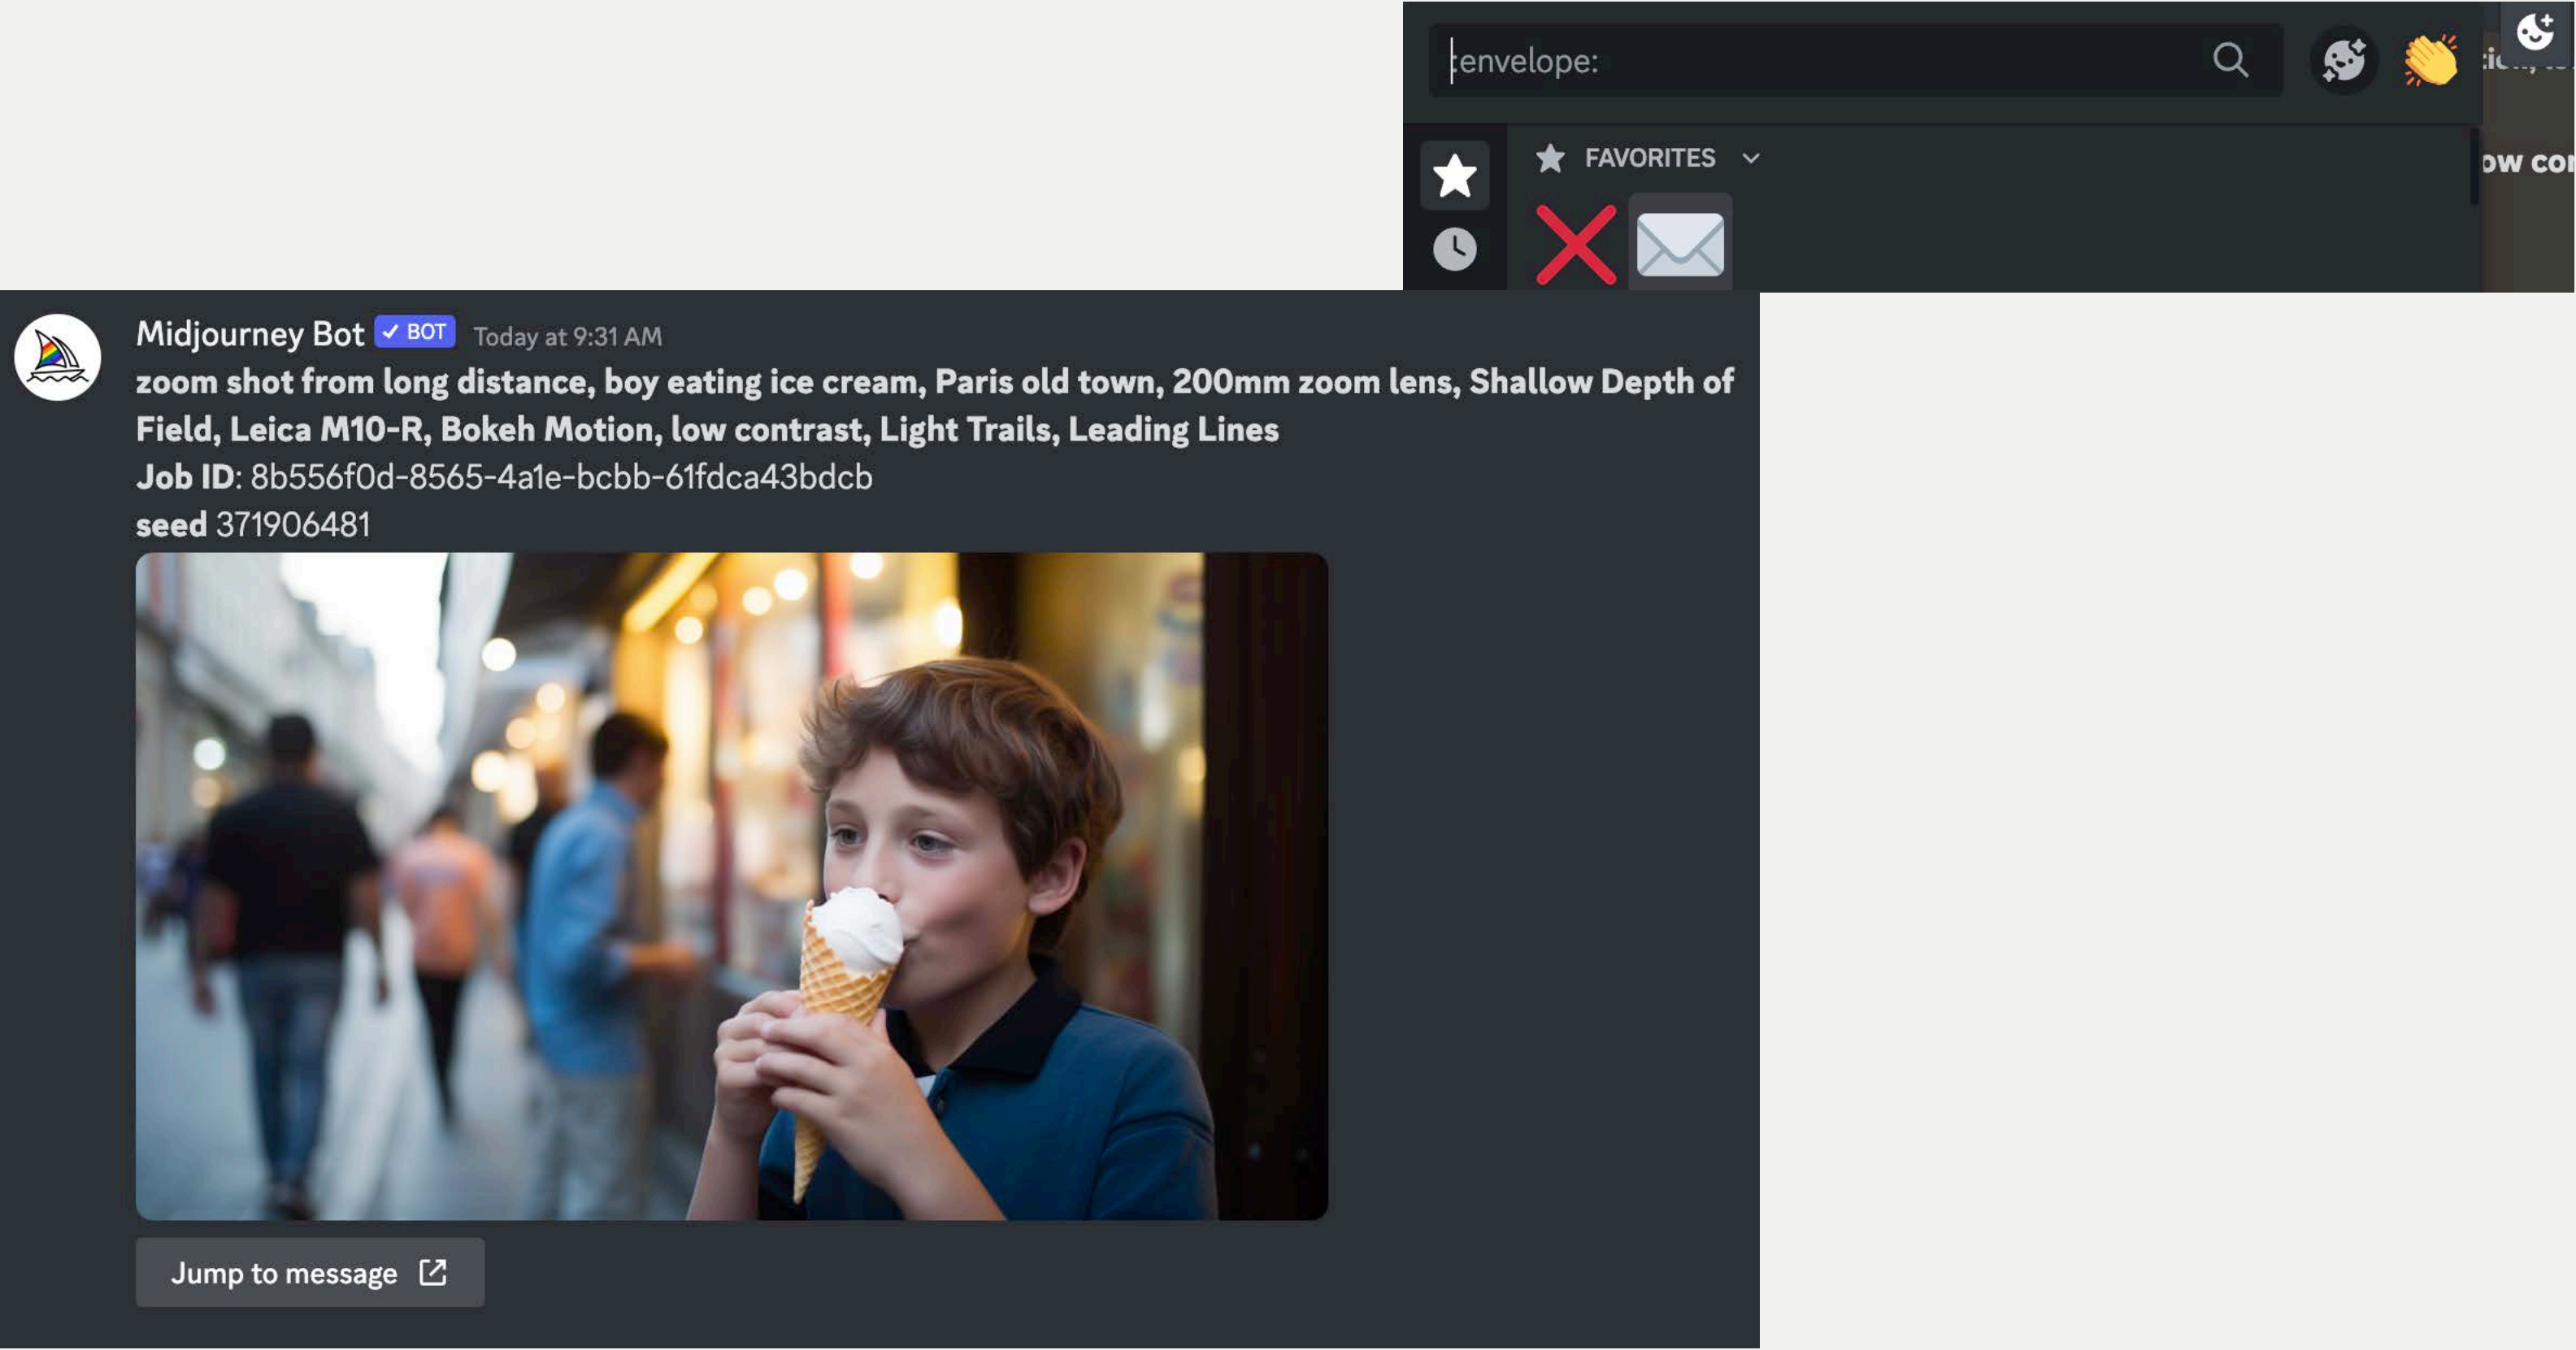 :envelope:
FAVORITES
ow
Midjourney Bot BOT Today at 9:31 AM
zoom shot from long distance, boy eating ice cream, Paris old town, 200mm zoom lens, Shallow Depth of
Field, Leica M10-R, Bokeh Motion, low contrast, Light Trails, Leading Lines
Job ID: 8b556f0d-8565-4a1e-bcbb-61fdca43bdcb
seed 371906481
Jump to message